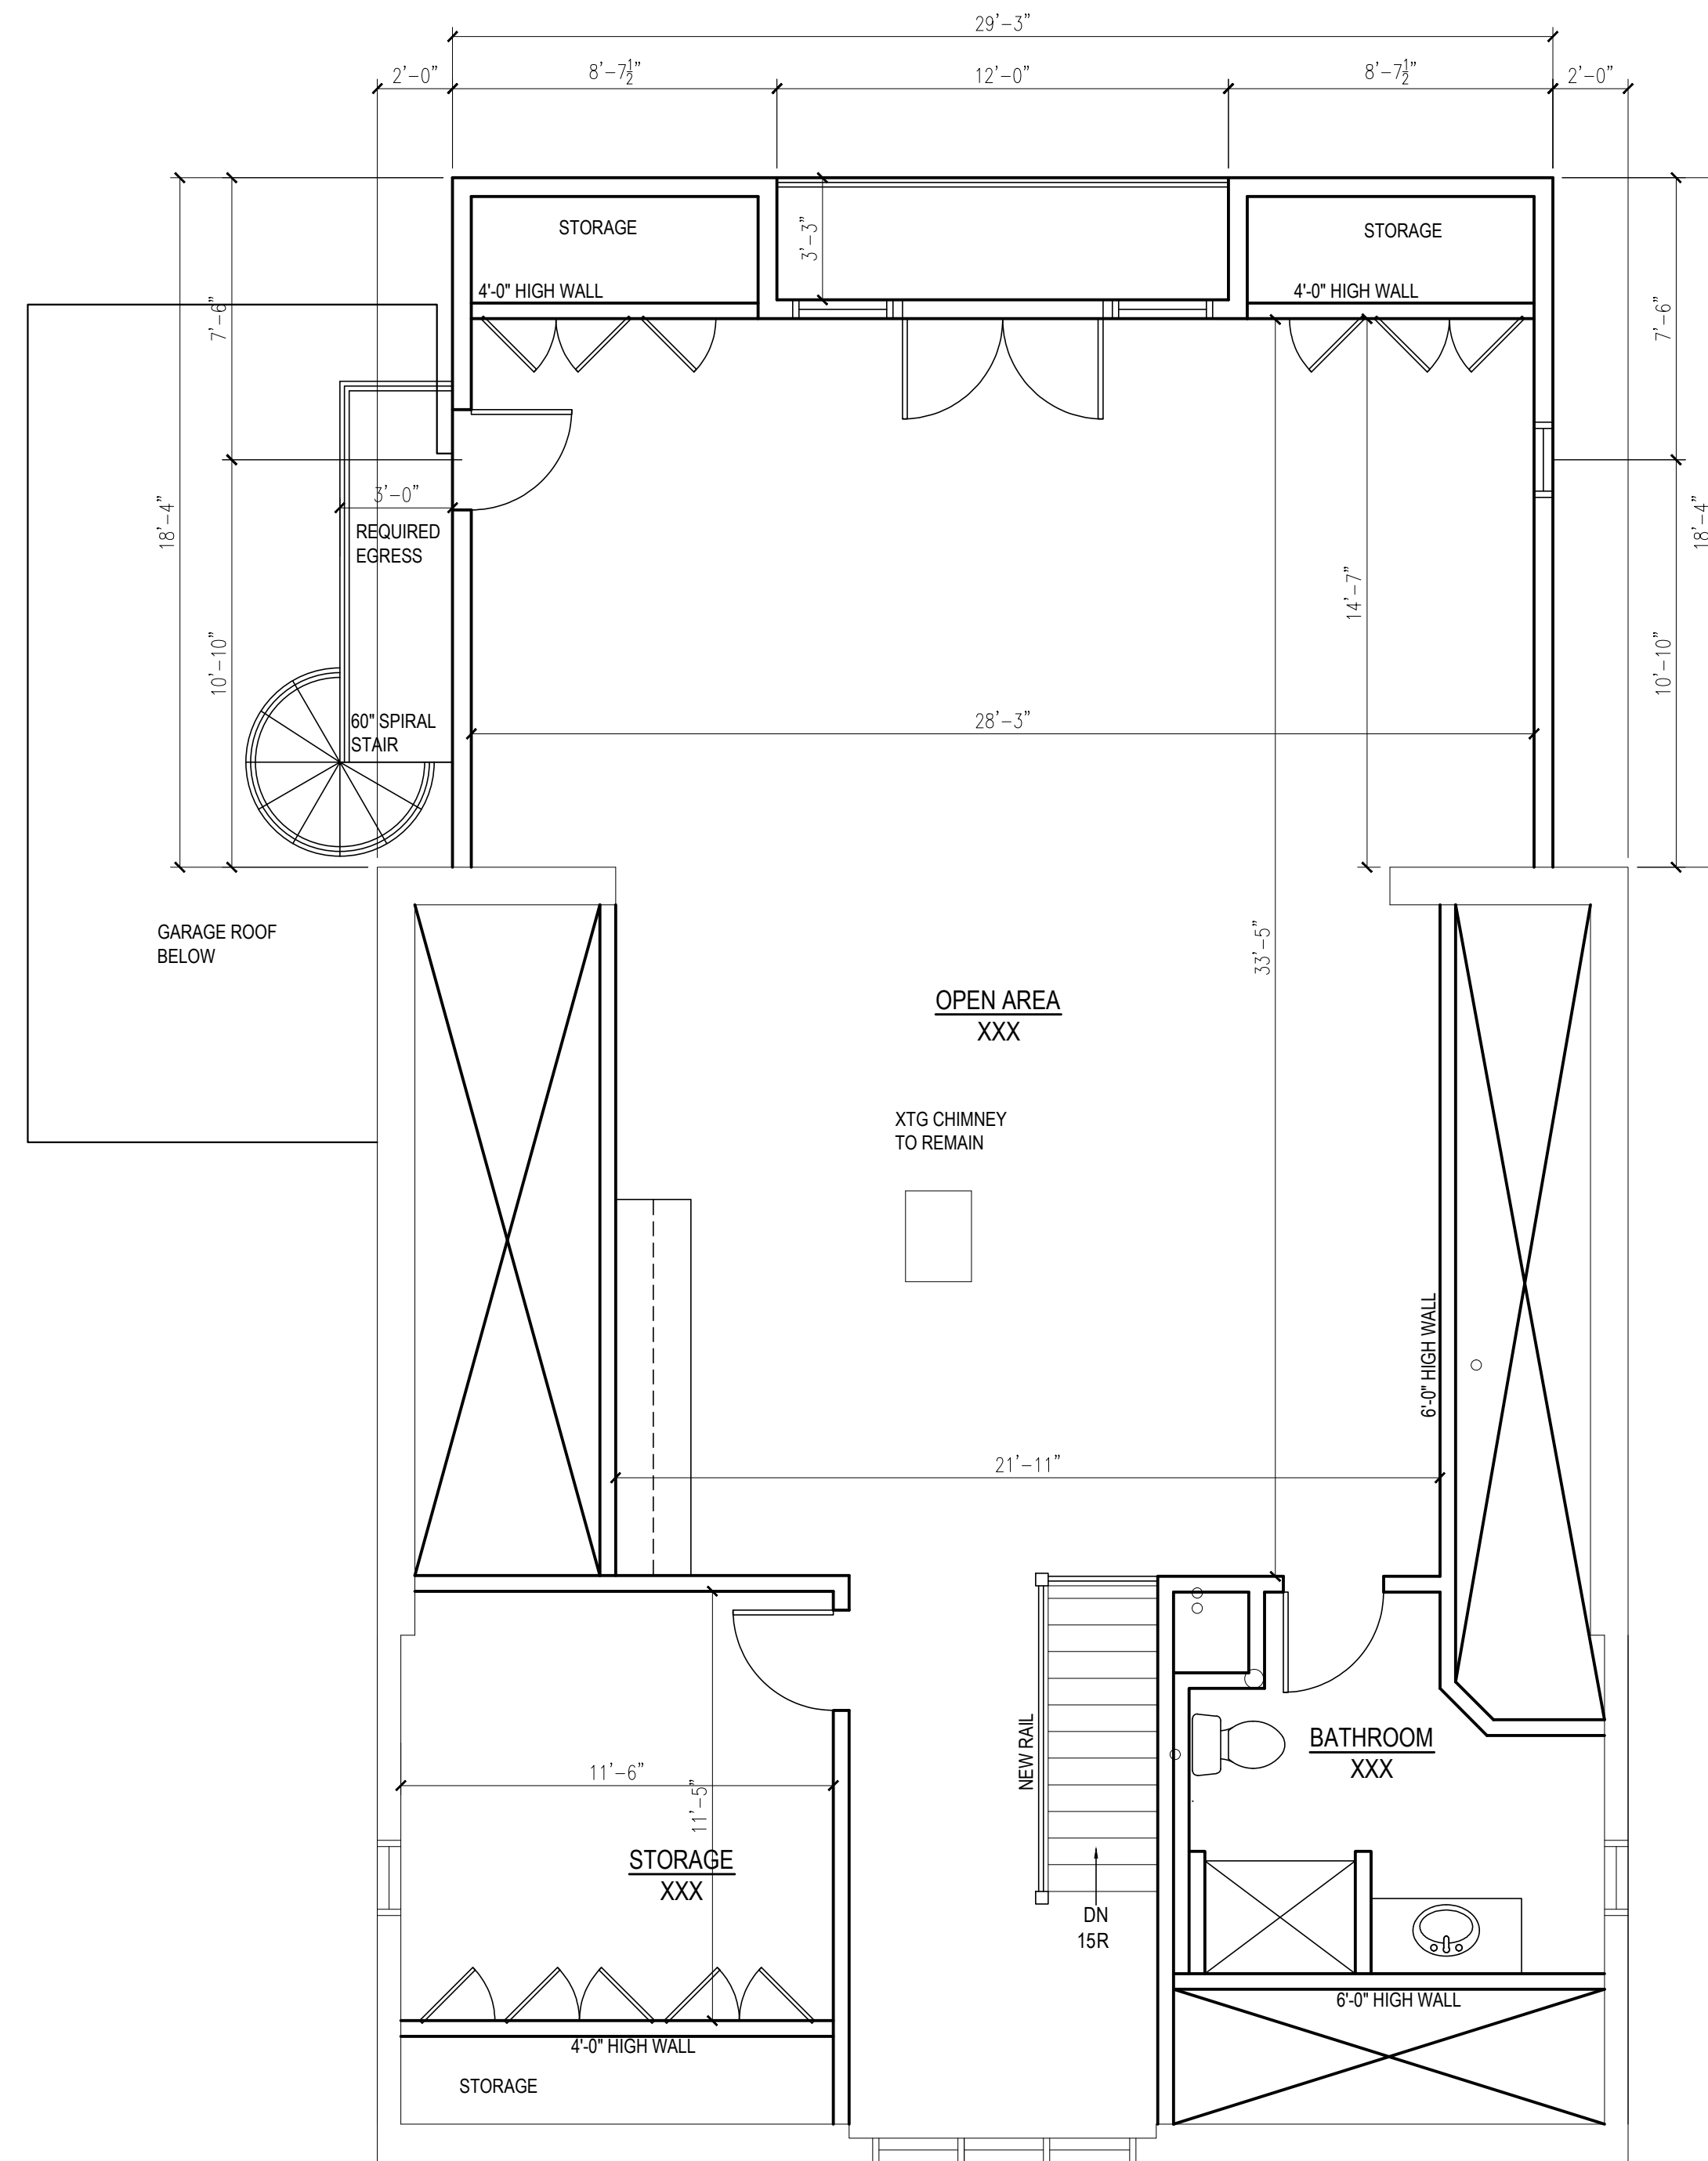 29'-3"
2'-0"
8'-7½"
12'-0"
8'-7½"
2'-0"
STORAGE
3'-3"
STORAGE
4'-0" HIGH WALL
4'-0" HIGH WALL
7'-6"
7'-6"
18'-4"
3'-0"
REQUIRED
EGRESS
18'-4"
14'-7"
10'-10"
10'-10"
60" SPIRAL
STAIR
28'-3"
GARAGE ROOF
BELOW
33'-5"
OPEN AREA
XXX
XTG CHIMNEY
TO REMAIN
6'-0" HIGH WALL
21'-11"
NEW RAIL
BATHROOM
XXX
11'-6"
11'-5"
STORAGE
XXX
DN
15R
6'-0" HIGH WALL
4'-0" HIGH WALL
STORAGE